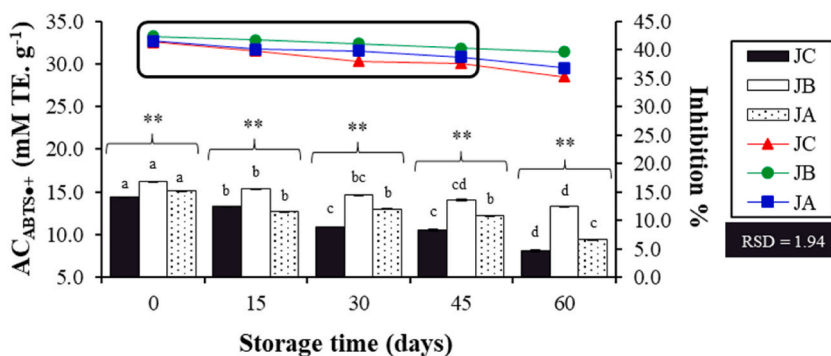 AC_ABTS●+ (mM TE. g⁻¹)
35.0
30.0
25.0
20.0
15.0
10.0
5.0
** ** ** ** **
a a a
b b b
c bc b
c cd b
d d c
45.0
40.0
35.0
30.0
25.0
20.0
15.0
10.0
5.0
0.0
Inhibition %
0 15 30 45 60
Storage time (days)
JC
JB
JA
JC
JB
JA
RSD = 1.94